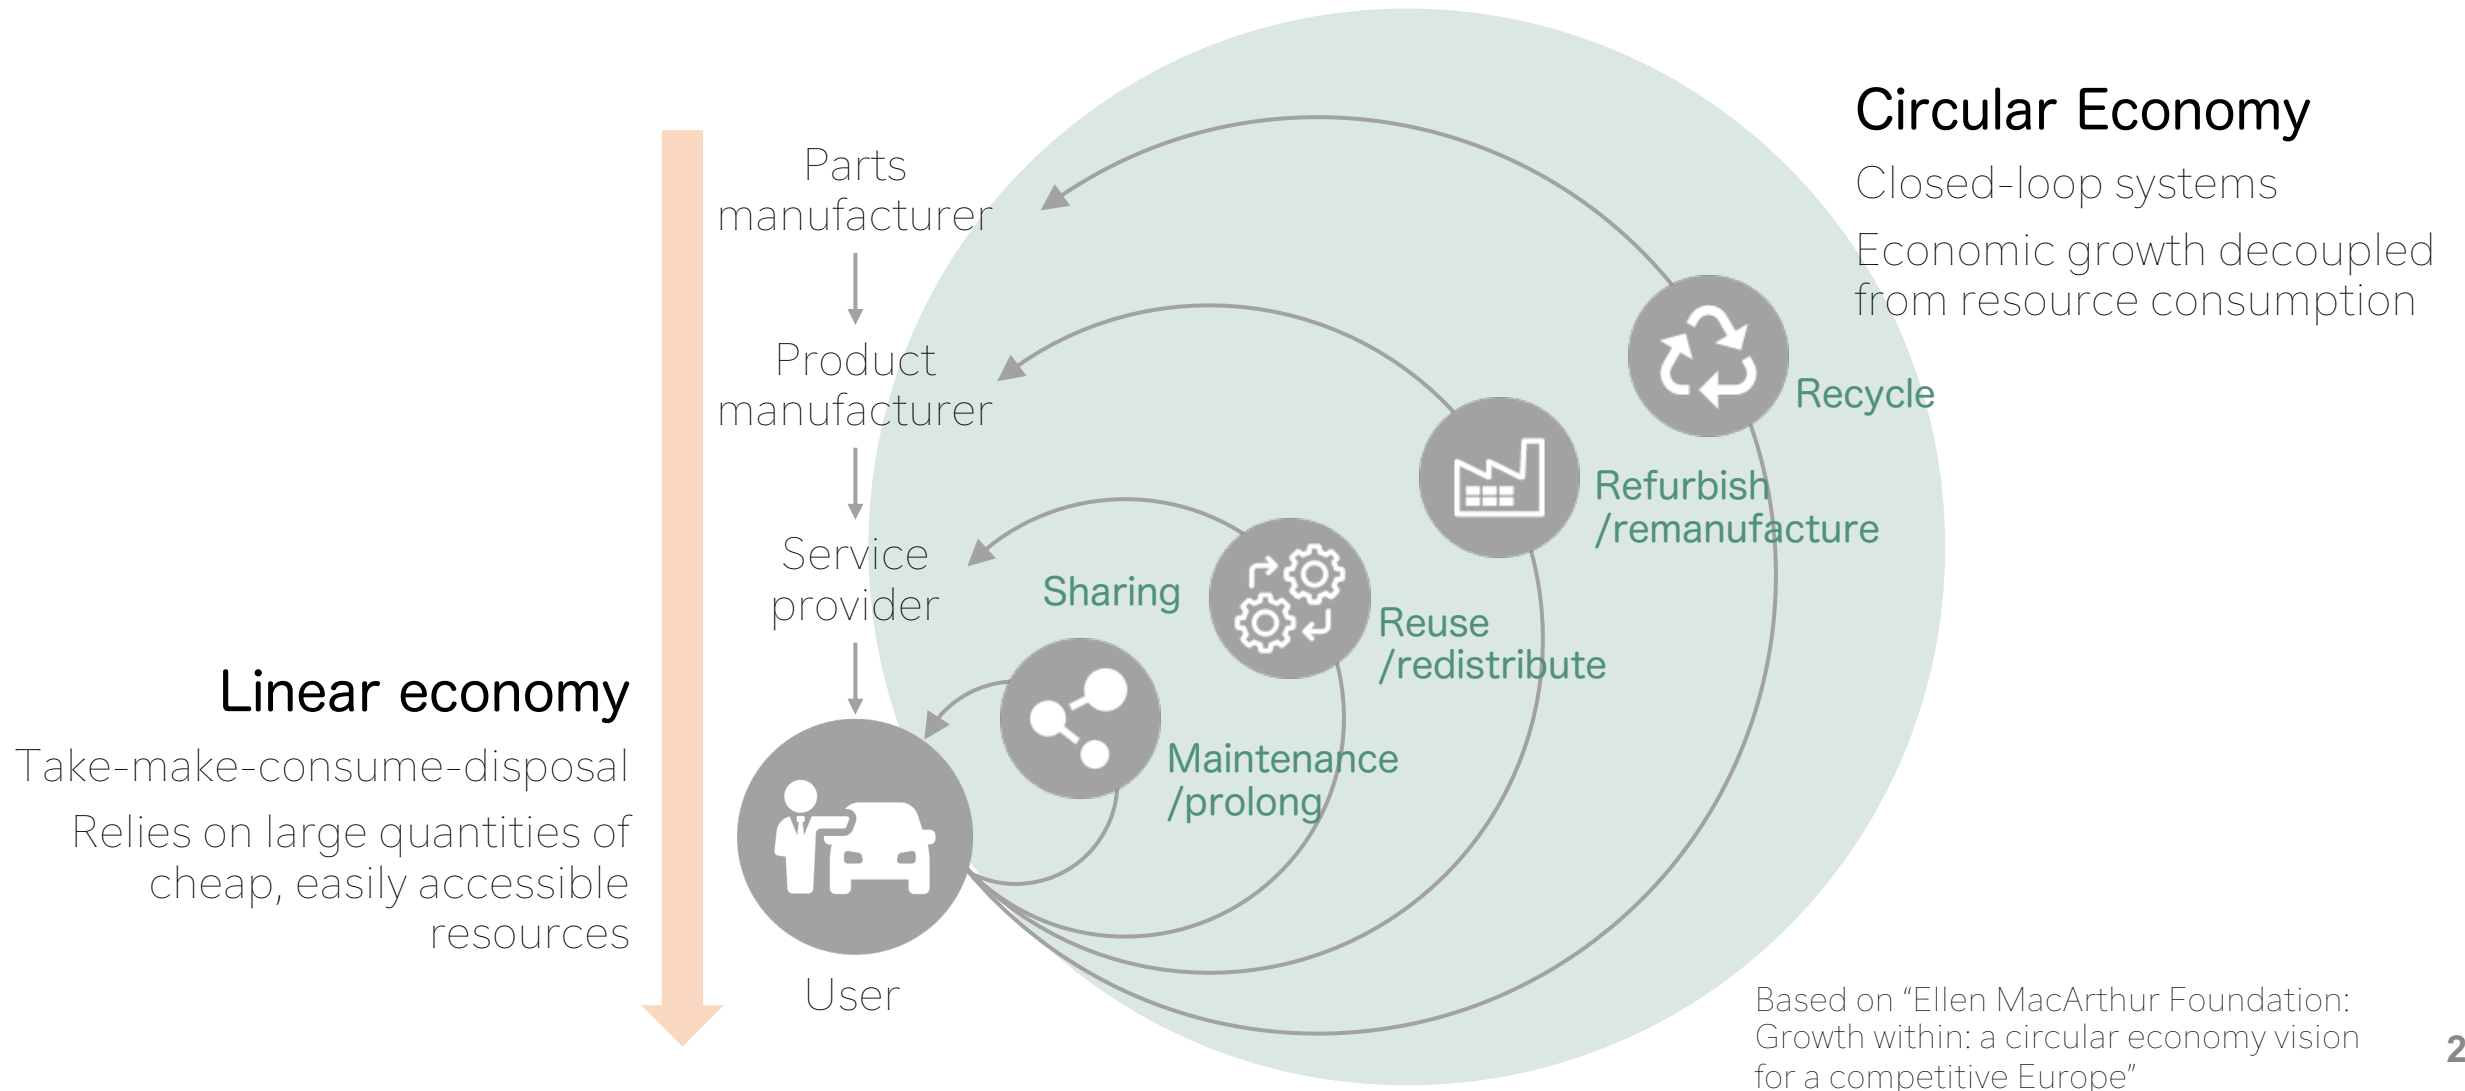 Circular Economy
Closed-loop systems
Economic growth decoupled
from resource consumption
Parts
manufacturer
Product
manufacturer
Service
provider
User
Linear economy
Take-make-consume-disposal
Relies on large quantities of
cheap, easily accessible
resources
Recycle
Refurbish
/remanufacture
Reuse
/redistribute
Sharing
Maintenance
/prolong
Based on “Ellen MacArthur Foundation:
Growth within: a circular economy vision
for a competitive Europe”
2